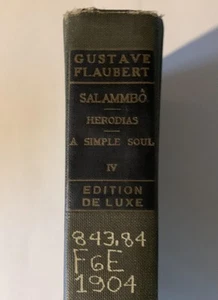 GUSTAVE
FLAUBERT
SALAMMBÔ
HERODIAS
A SIMPLE SOUL
IV
EDITION
DE LUXE
843.84
F6E
1904